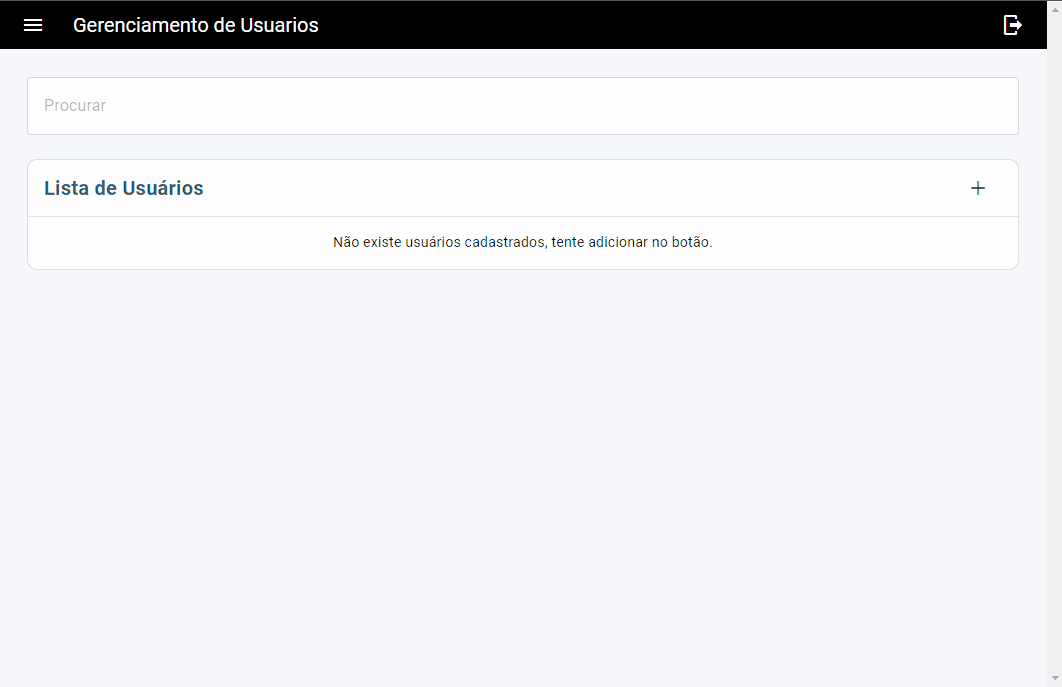 Gerenciamento de Usuarios
Procurar
Lista de Usuários
Não existe usuários cadastrados, tente adicionar no botão.